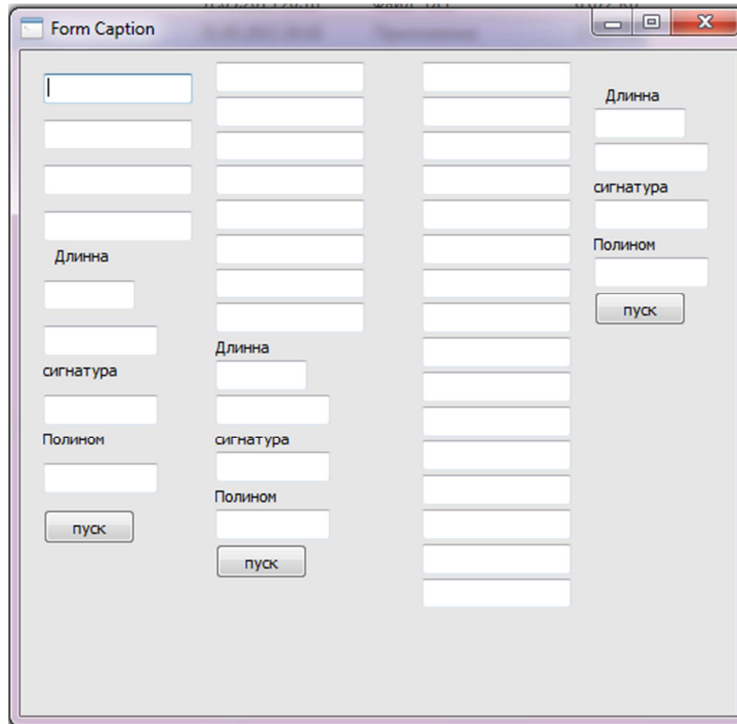 Form Caption
Длинна
сигнатура
Полином
пуск
Длинна
сигнатура
Полином
пуск
Длинна
сигнатура
Полином
пуск